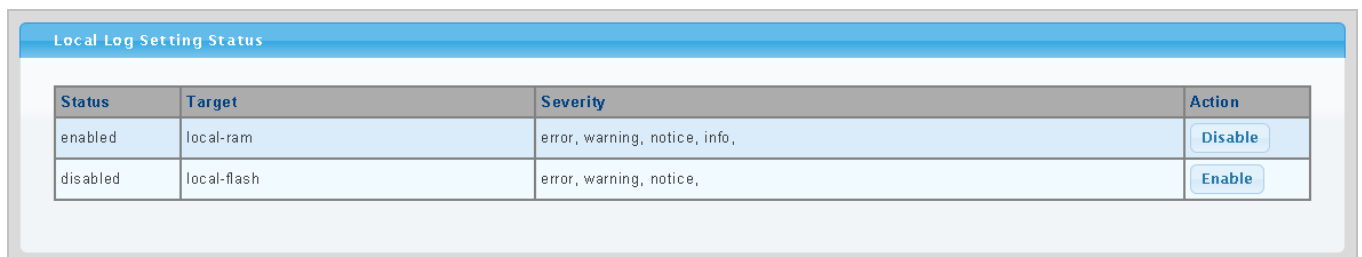 Local Log Setting Status
Status Target Severity Action
enabled local-ram error, warning, notice, info, Disable
disabled local-flash error, warning, notice, Enable